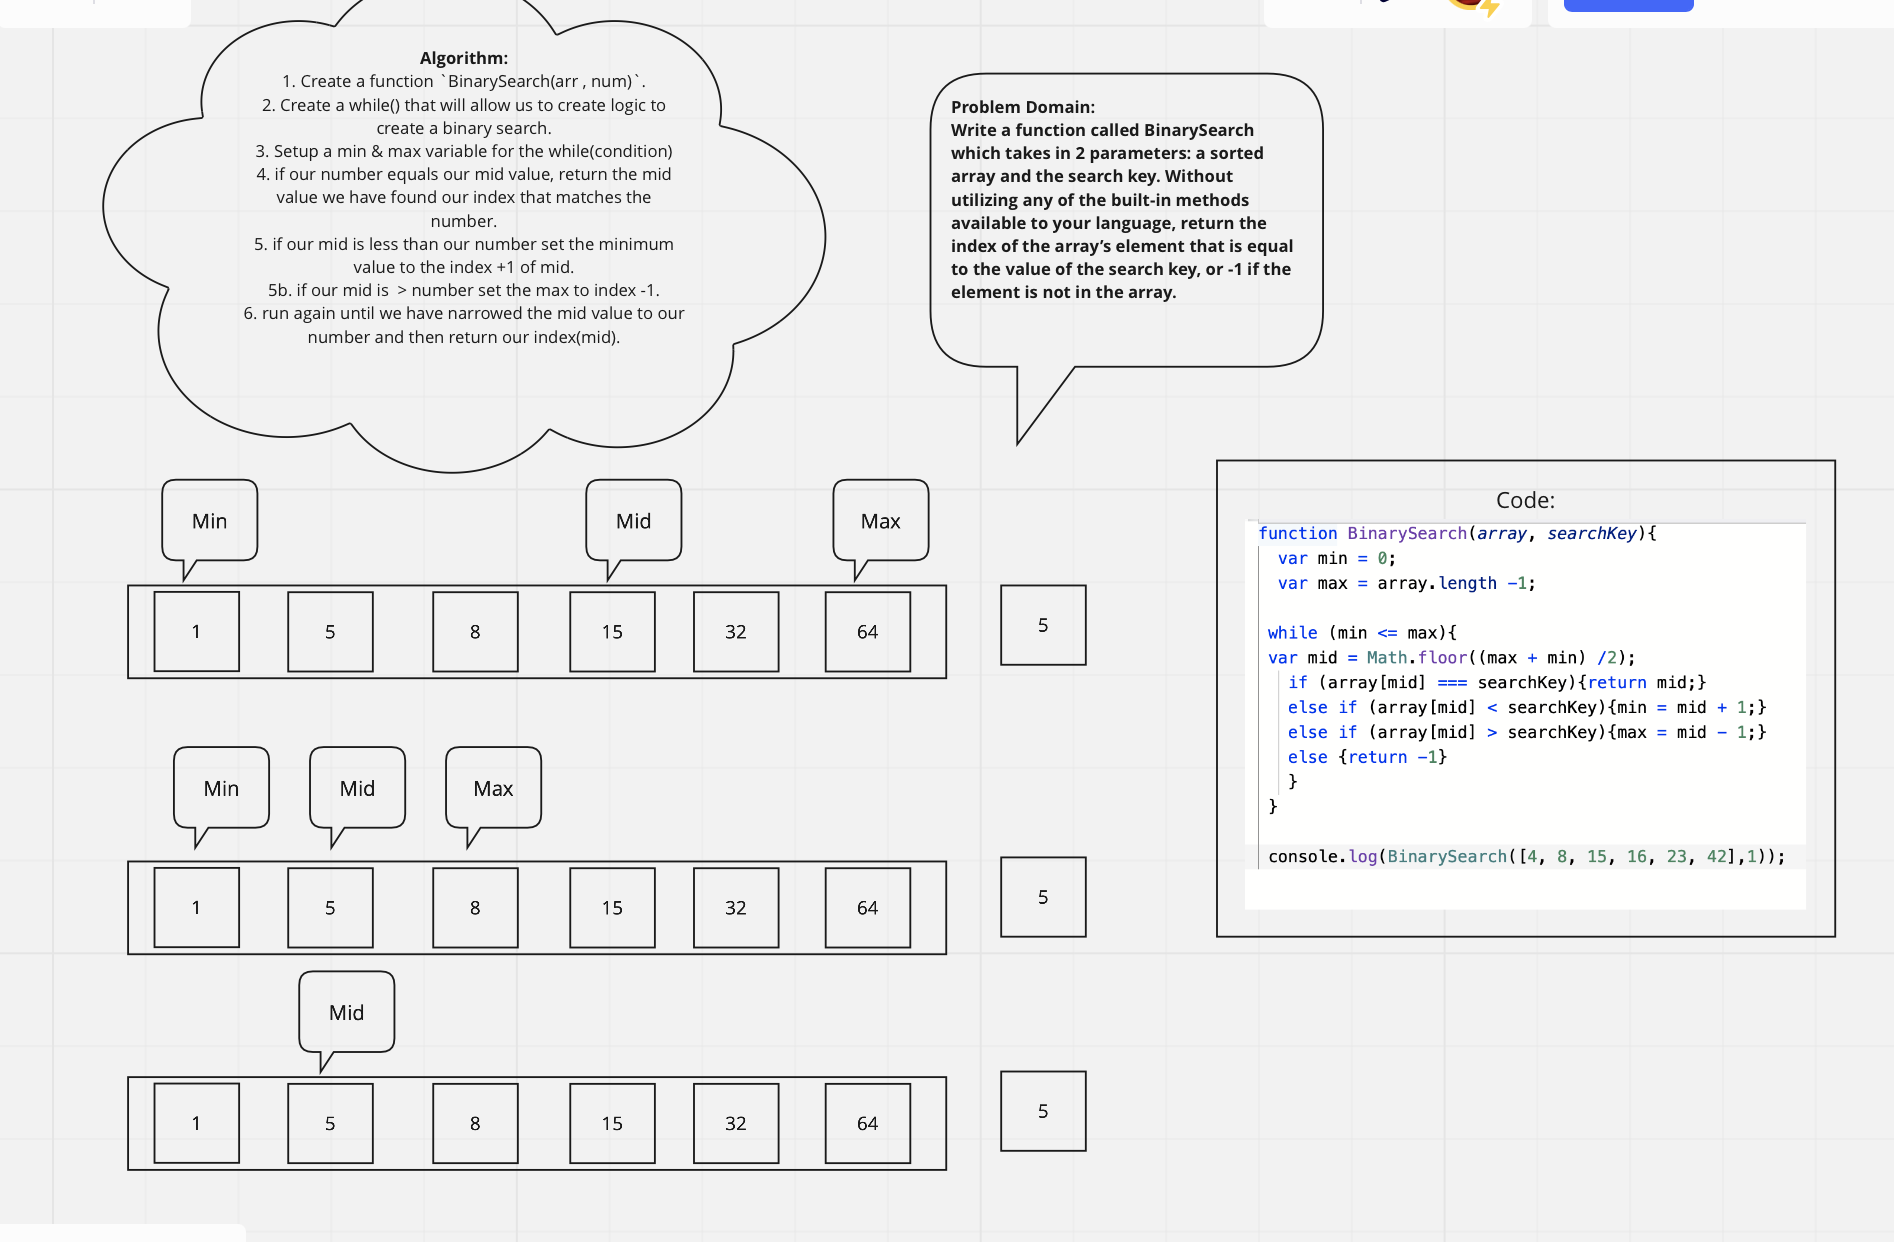 Algorithm:
1. Create a function `BinarySearch(arr , num)`.
2. Create a while() that will allow us to create logic to
create a binary search.
3. Setup a min & max variable for the while(condition)
4. if our number equals our mid value, return the mid
value we have found our index that matches the
number.
5. if our mid is less than our number set the minimum
value to the index +1 of mid.
5b. if our mid is  > number set the max to index -1.
6. run again until we have narrowed the mid value to our
number and then return our index(mid).
Problem Domain:
Write a function called BinarySearch
which takes in 2 parameters: a sorted
array and the search key. Without
utilizing any of the built-in methods
available to your language, return the
index of the array’s element that is equal
to the value of the search key, or -1 if the
element is not in the array.
Min Mid Max
1 5 8 15 32 64 5
Min Mid Max
1 5 8 15 32 64 5
Mid
1 5 8 15 32 64 5
Code:
function BinarySearch(array, searchKey){
var min = 0;
var max = array.length -1;
while (min <= max){
var mid = Math.floor((max + min) /2);
if (array[mid] === searchKey){return mid;}
else if (array[mid] < searchKey){min = mid + 1;}
else if (array[mid] > searchKey){max = mid - 1;}
else {return -1}
}
}
console.log(BinarySearch([4, 8, 15, 16, 23, 42],1));